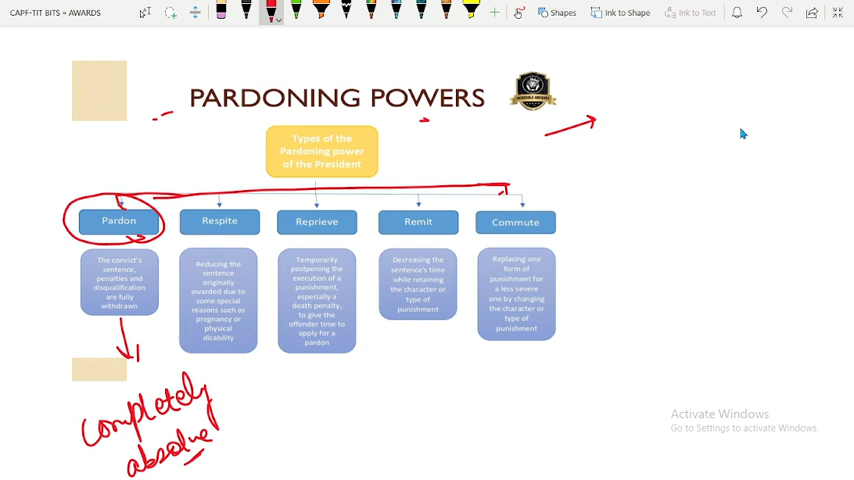 CAPF-TIT BITS = AWARDS
Shapes
Ink to Shape
Ink to Text
PARDONING POWERS
Types of the
Pardoning power
of the President
Pardon
Respite
Reprieve
Remit
Commute
The convict's
sentence,
penalties and
disqualification
are fully
withdrawn
Reducing the
sentence
originally
awarded due to
some special
reasons such as
pregnancy or
physical
disability
Temporarily
postponing the
execution of a
punishment,
especially a
death penalty,
to give the
offender time to
apply for a
pardon
Decreasing the
sentence's time
while retaining
the character or
type of
punishment
Replacing one
form of
punishment for
a less severe
one by changing
the character or
type of
punishment
completely
absolve
Activate Windows
Go to Settings to activate Windows.